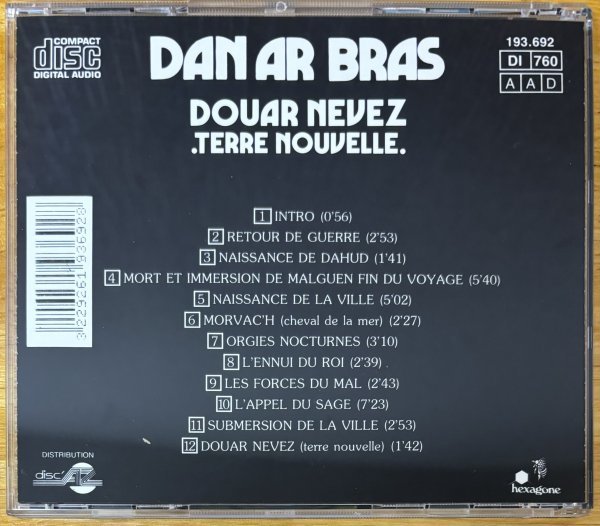 COMPACT
disc
DIGITAL AUDIO
DAN AR BRAS
193.692
DI 760
A A D
DOUAR NEVEZ
.TERRE NOUVELLE.
1 INTRO (0'56)
2 RETOUR DE GUERRE (2'53)
3 NAISSANCE DE DAHUD (1'41)
4 MORT ET IMMERSION DE MALGUEN FIN DU VOYAGE (5'40)
5 NAISSANCE DE LA VILLE (5'02)
6 MORVAC'H (cheval de la mer) (2'27)
7 ORGIES NOCTURNES (3'10)
8 L'ENNUI DU ROI (2'39)
9 LES FORCES DU MAL (2'43)
10 L'APPEL DU SAGE (7'23)
11 SUBMERSION DE LA VILLE (2'53)
12 DOUAR NEVEZ (terre nouvelle) (1'42)
3 229261 936928
DISTRIBUTION
disc'AZ
hexagone